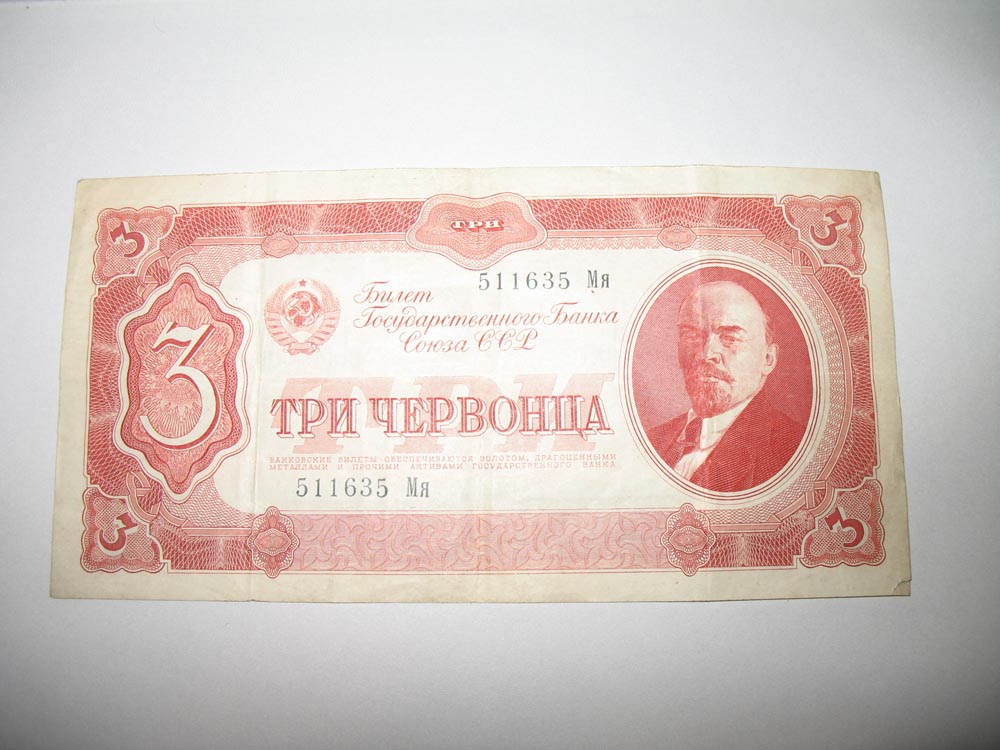 3
ТРИ
3
511635 Мя
Билет
Государственного Банка
Союза ССР
3
ТРИ
ТРИ ЧЕРВОНЦА
БАНКОВСКИЕ БИЛЕТЫ ОБЕСПЕЧИВАЮТСЯ ЗОЛОТОМ, ДРАГОЦЕННЫМИ
МЕТАЛЛАМИ И ПРОЧИМИ АКТИВАМИ ГОСУДАРСТВЕННОГО БАНКА
511635 Мя
3
3